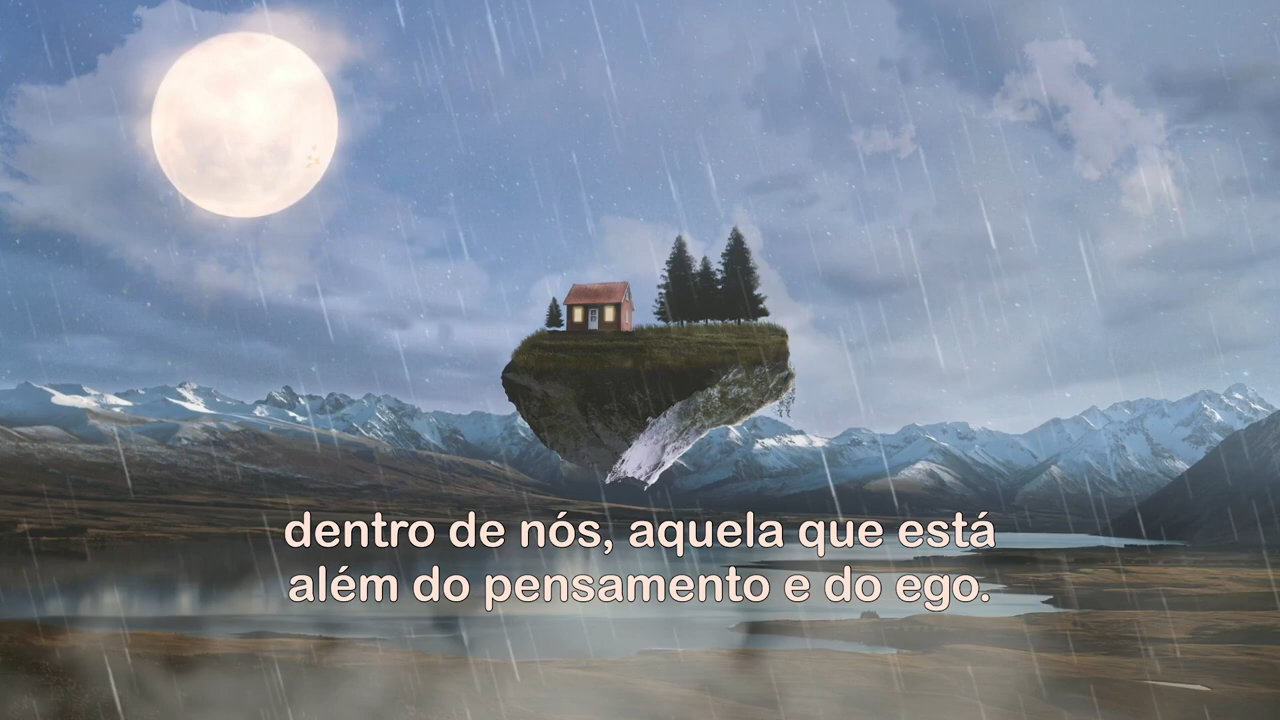 dentro de nós, aquela que está
além do pensamento e do ego.